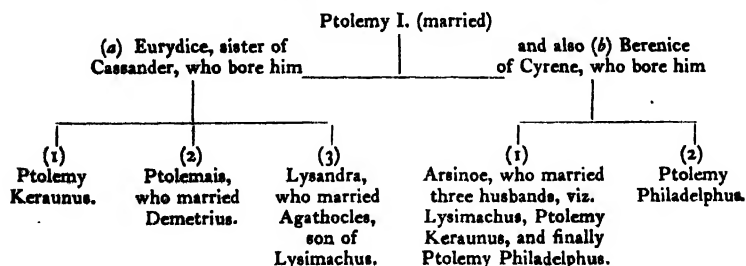 Ptolemy I. (married)
(a) Eurydice, sister of
Cassander, who bore him
and also (b) Berenice
of Cyrene, who bore him
(1)
Ptolemy
Keraunus.
(2)
Ptolemais,
who married
Demetrius.
(3)
Lysandra,
who married
Agathocles,
son of
Lysimachus.
(1)
Arsinoe, who married
three husbands, viz.
Lysimachus, Ptolemy
Keraunus, and finally
Ptolemy Philadelphus.
(2)
Ptolemy
Philadelphus.